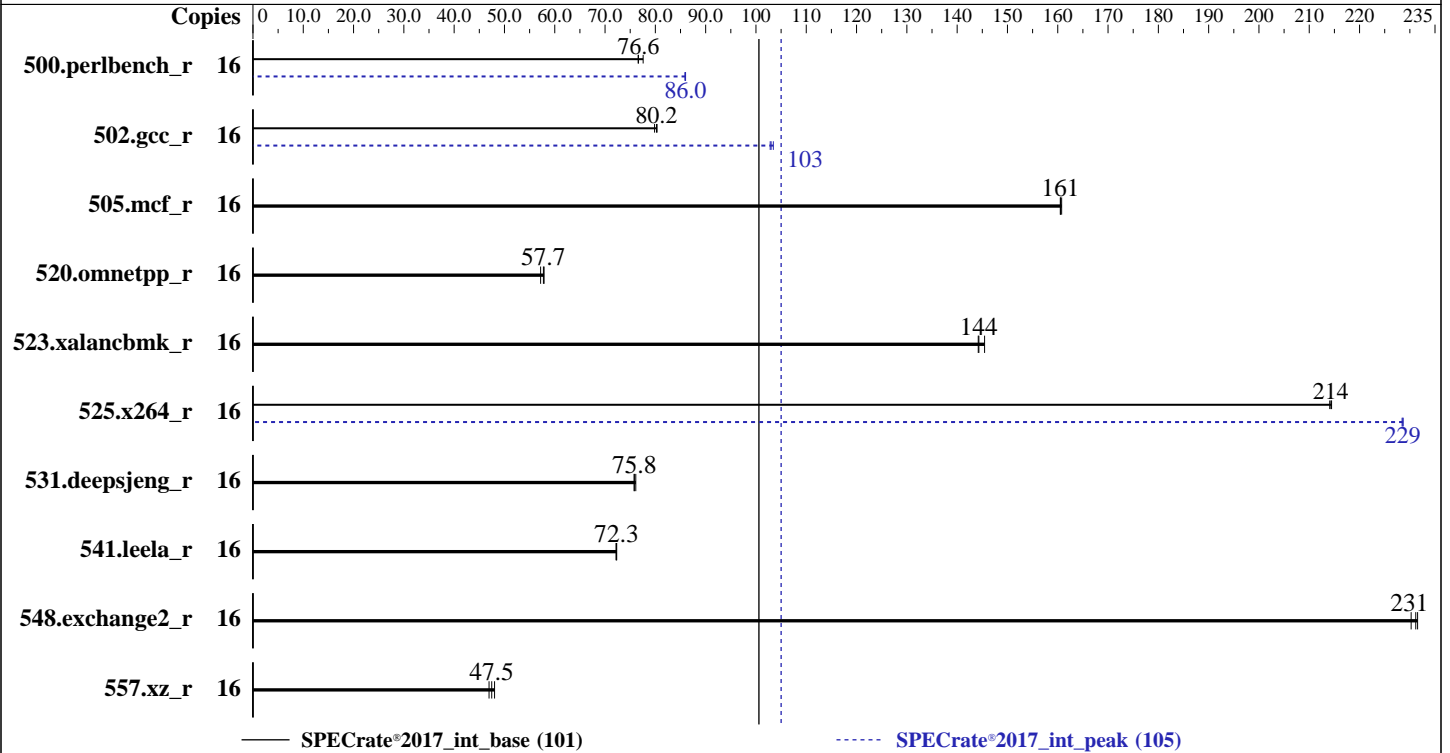 Copies 0 10.0 20.0 30.0 40.0 50.0 60.0 70.0 80.0 90.0 100 110 120 130 140 150 160 170 180 190 200 210 220 235
76.6
500.perlbench_r 16
86.0
80.2
502.gcc_r 16
103
161
505.mcf_r 16
57.7
520.omnetpp_r 16
144
523.xalancbmk_r 16
214
525.x264_r 16
229
75.8
531.deepsjeng_r 16
72.3
541.leela_r 16
231
548.exchange2_r 16
47.5
557.xz_r 16
SPECrate®2017_int_base (101) SPECrate®2017_int_peak (105)